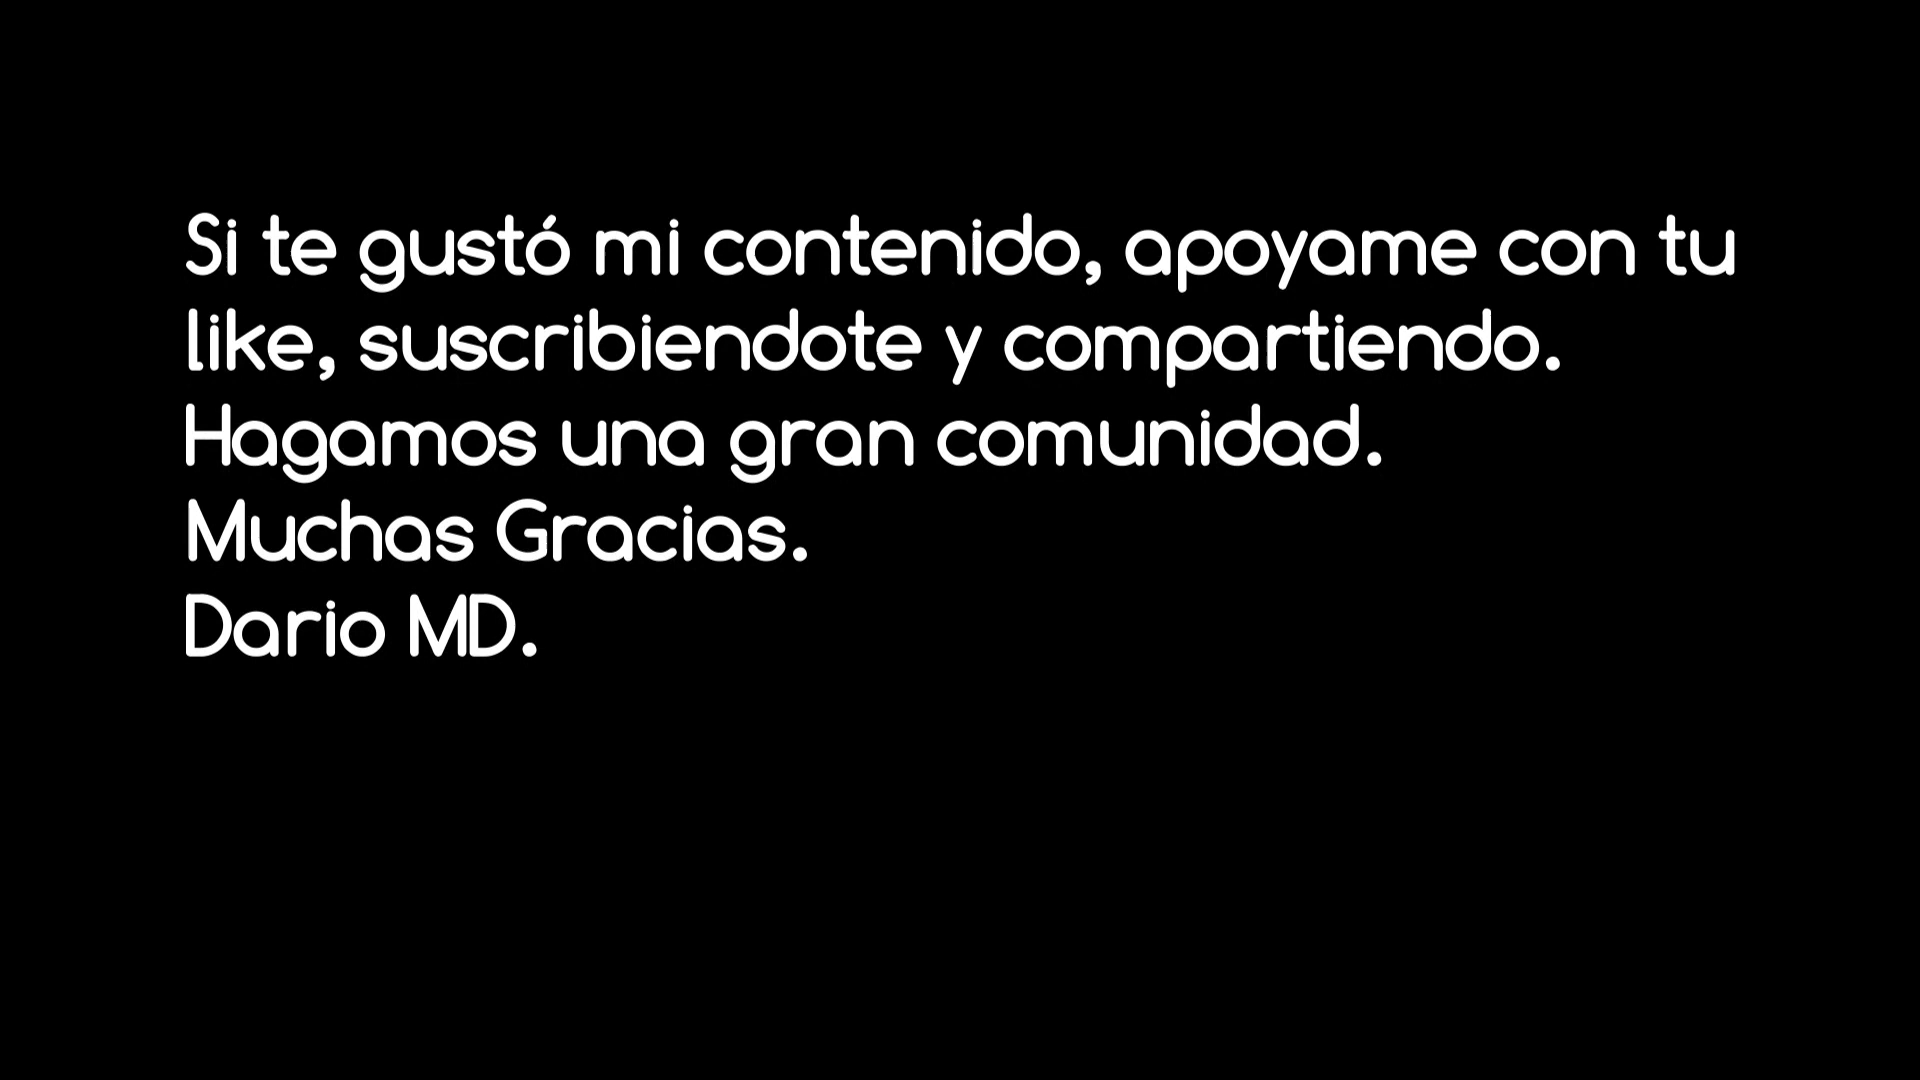 Si te gustó mi contenido, apoyame con tu
like, suscribiendote y compartiendo.
Hagamos una gran comunidad.
Muchas Gracias.
Dario MD.